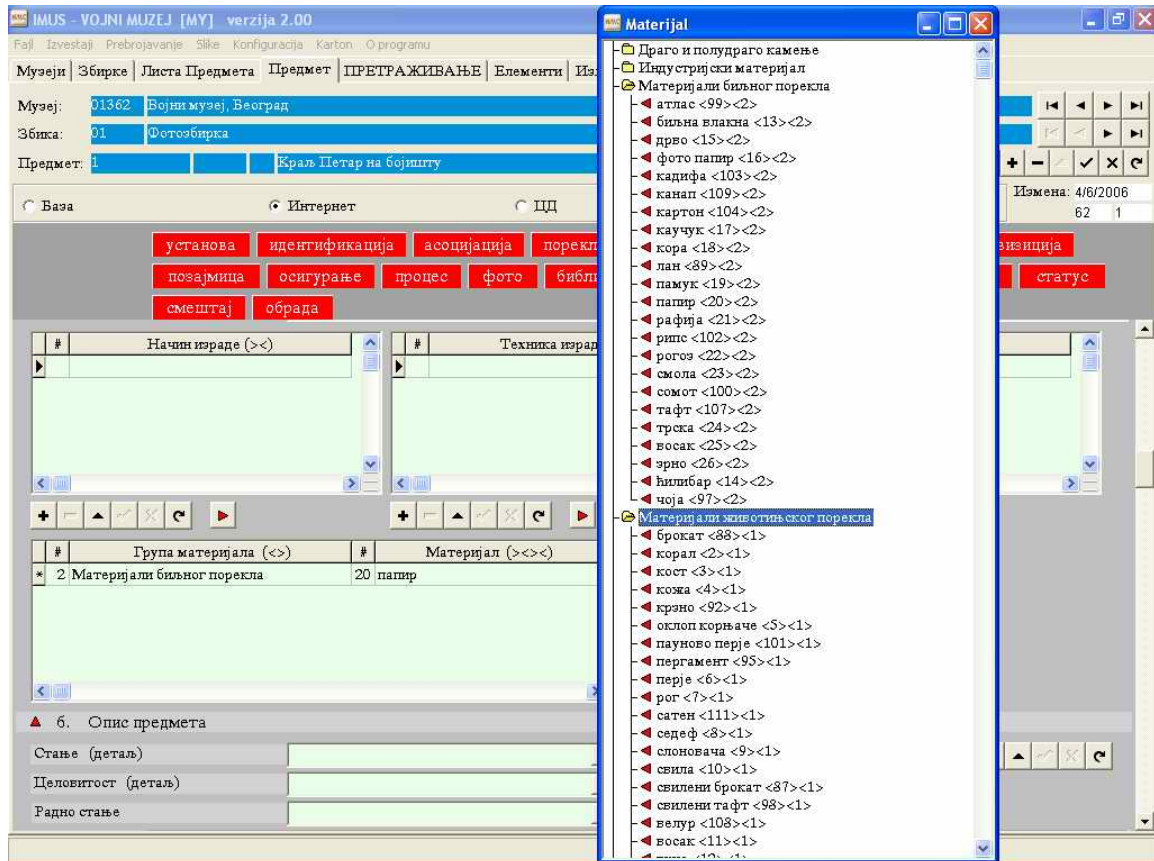 IMUS - VOJNI MUZEJ [MY] verzija 2.00
Fajl Izvestaji Prebrojavanje Slike Konfiguracija Karton O programu
Музеји Збирке Листа Предмета Предмет ПРЕТРАЖИВАЊЕ Елементи
Музеј: 01362 Војни музеј, Београд
Збика: 01 Фотозбирка
Предмет: 1 Краљ Петар на бојишту
База Интернет ЦД
Измена: 4/6/2006
62 1
установа идентификација асоцијација
позајмица осигурање процес фото статус
смештај обрада
# Начин израде (><) #
# Група материјала (<>) # Материјал (><><)
* 2 Материјали биљног порекла 20 папир
6. Опис предмета
Стање (детаљ)
Целовитост (детаљ)
Радно стање
Materijal
Драго и полудраго камење
Индустријски материјал
Материјали биљног порекла
атлас <99><2>
биљна влакна <13><2>
дрво <15><2>
фото папир <16><2>
кадифа <103><2>
канап <109><2>
картон <104><2>
каучук <17><2>
кора <18><2>
лан <89><2>
памук <19><2>
папир <20><2>
рафија <21><2>
рипс <102><2>
рогоз <22><2>
смола <23><2>
сомот <100><2>
тафт <107><2>
трска <24><2>
восак <25><2>
зрно <26><2>
ћилибар <14><2>
чоја <97><2>
Материјали животињског порекла
брокат <88><1>
корал <2><1>
кост <3><1>
кожа <4><1>
крзно <92><1>
оклоп корњаче <5><1>
пауново перје <101><1>
пергамент <95><1>
перје <6><1>
рог <7><1>
сатен <111><1>
седеф <8><1>
слоновача <9><1>
свила <10><1>
свилени брокат <87><1>
свилени тафт <98><1>
велур <108><1>
восак <11><1>